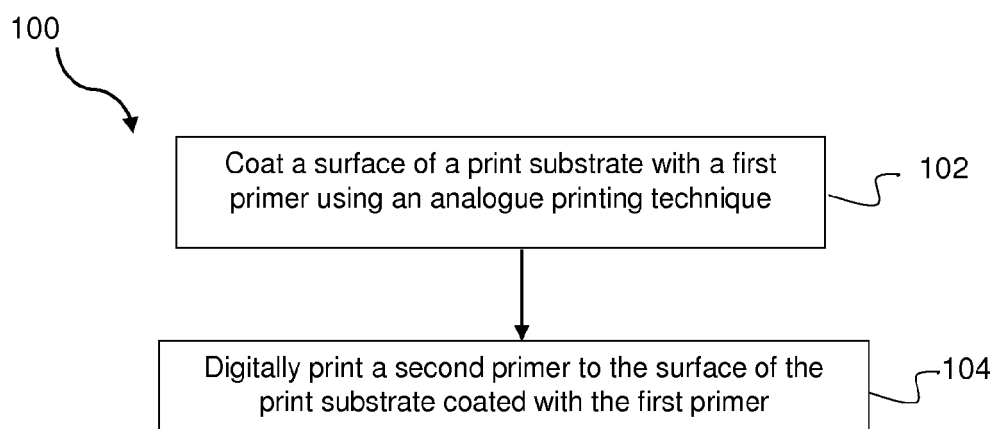 100
Coat a surface of a print substrate with a first
primer using an analogue printing technique
102
Digitally print a second primer to the surface of the
print substrate coated with the first primer
104